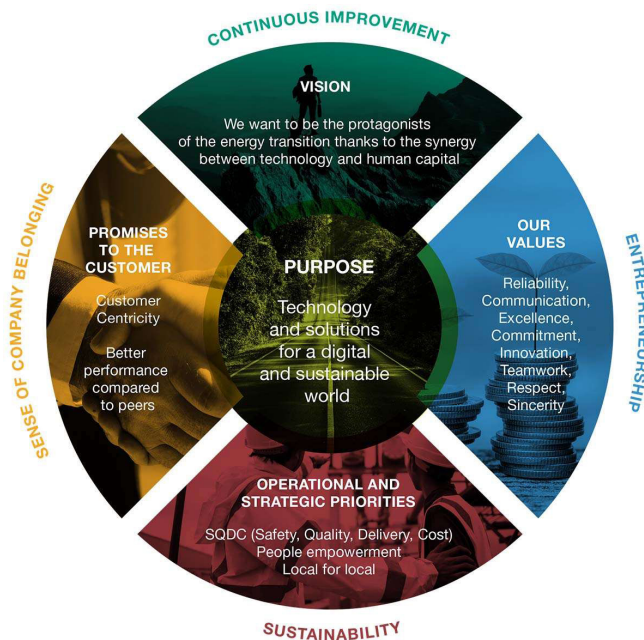 CONTINUOUS IMPROVEMENT
VISION
We want to be the protagonists
of the energy transition thanks to the synergy
between technology and human capital
SENSE OF COMPANY BELONGING
PROMISES
TO THE
CUSTOMER
Customer
Centricity
Better
performance
compared
to peers
PURPOSE
Technology
and solutions
for a digital
and sustainable
world
OUR
VALUES
Reliability,
Communication,
Excellence,
Commitment,
Innovation,
Teamwork,
Respect,
Sincerity
ENTREPRENEURSHIP
OPERATIONAL AND
STRATEGIC PRIORITIES
SQDC (Safety, Quality, Delivery, Cost)
People empowerment
Local for local
SUSTAINABILITY